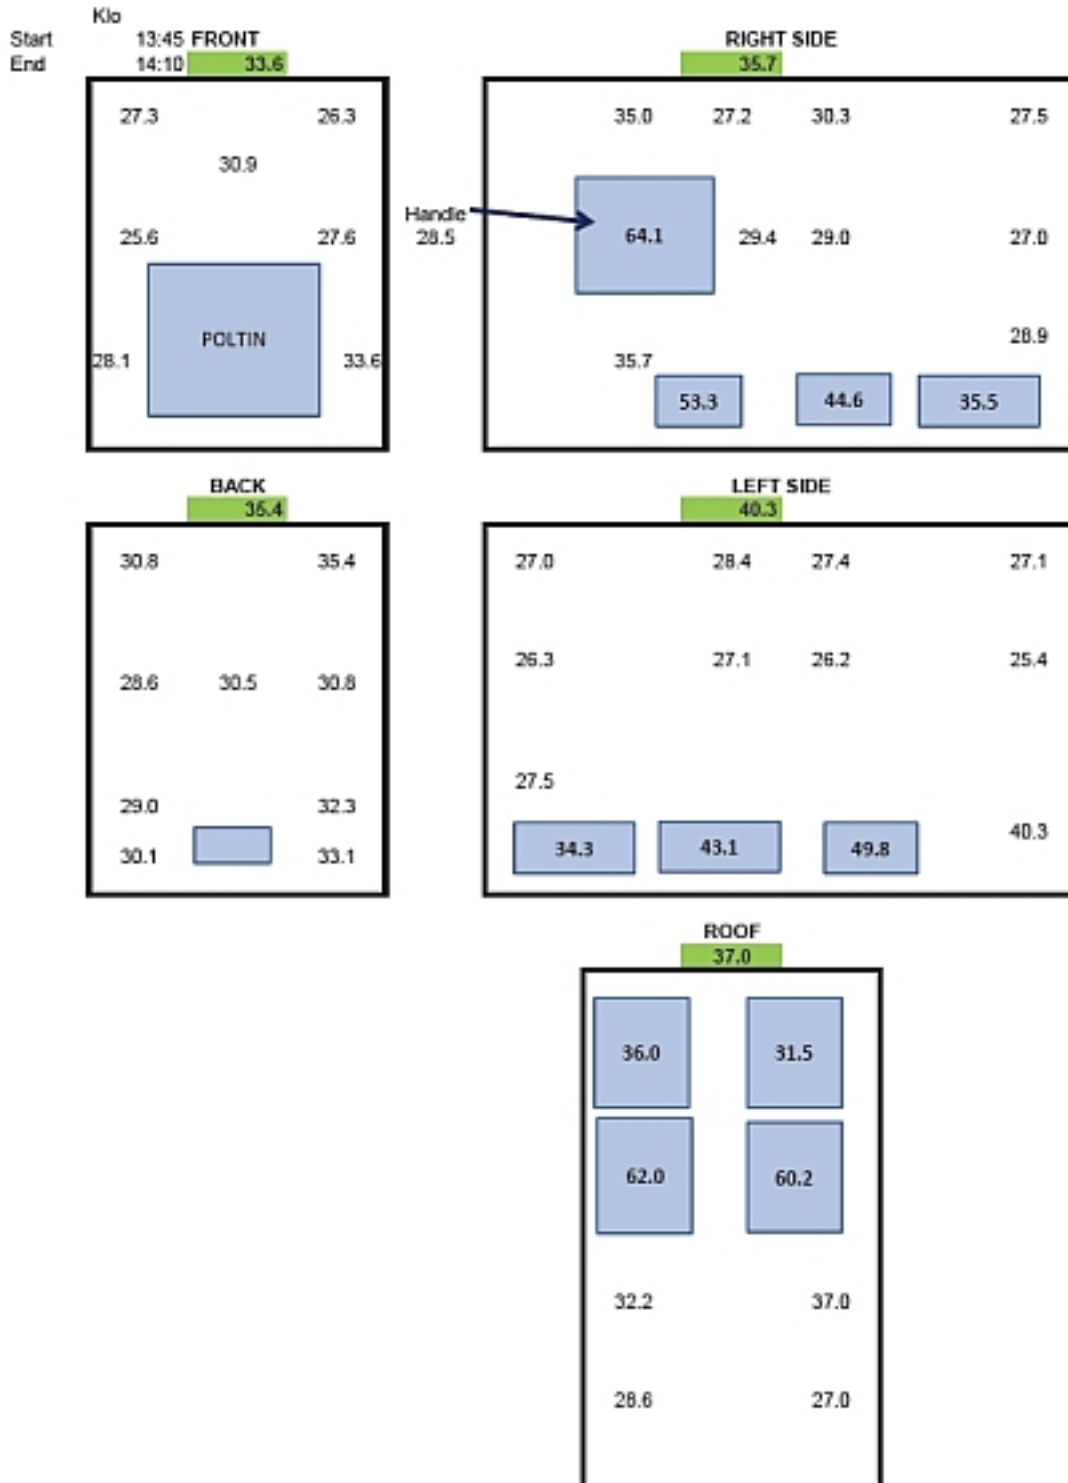 Klo
Start 13:45 FRONT RIGHT SIDE
End 14:10 33.6 35.7
27.3 26.3 35.0 27.2 30.3 27.5
30.9
Handle
25.6 27.6 28.5 64.1 29.4 29.0 27.0
POLTIN 28.9
28.1 33.6 35.7
53.3 44.6 35.5
BACK LEFT SIDE
35.4 40.3
30.8 35.4 27.0 28.4 27.4 27.1
26.3 27.1 26.2 25.4
28.6 30.5 30.8
27.5
29.0 32.3
40.3
30.1 33.1 34.3 43.1 49.8
ROOF
37.0
36.0 31.5
62.0 60.2
32.2 37.0
28.6 27.0